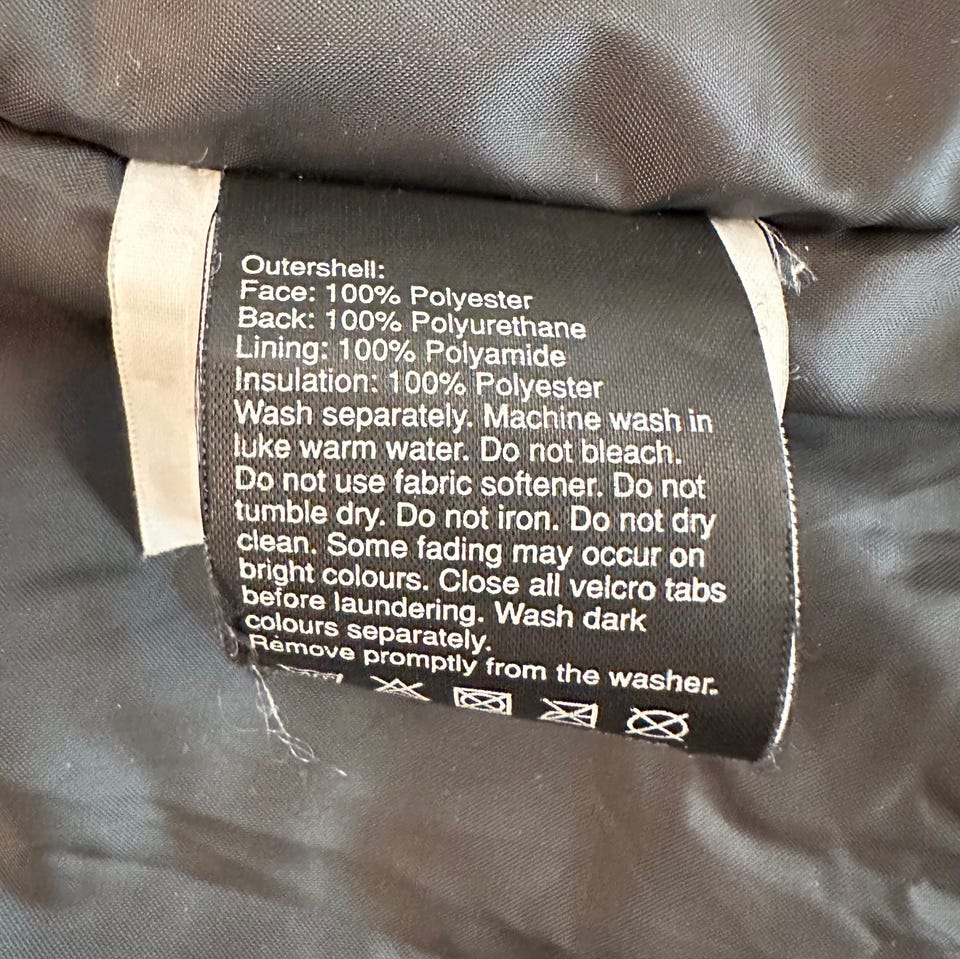 Outershell:
Face: 100% Polyester
Back: 100% Polyurethane
Lining: 100% Polyamide
Insulation: 100% Polyester
Wash separately. Machine wash in
luke warm water. Do not bleach.
Do not use fabric softener. Do not
tumble dry. Do not iron. Do not dry
clean. Some fading may occur on
bright colours. Close all velcro tabs
before laundering. Wash dark
colours separately.
Remove promptly from the washer.